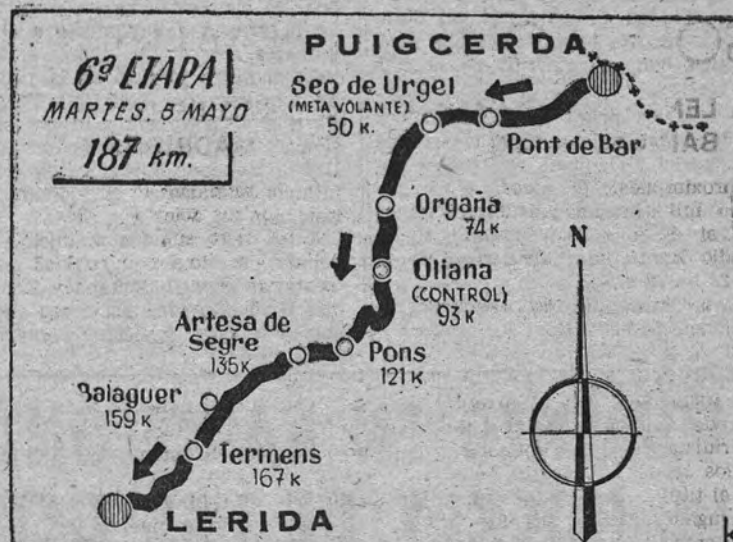 6ª ETAPA
MARTES. 5 MAYO
187 km.
PUIGCERDA
Seo de Urgel
(META VOLANTE)
50 K.
Pont de Bar
Orgaña
74 K
Oliana
(CONTROL)
93 K
N
Artesa de
Segre
135 K
Pons
121 K
Balaguer
159 K
Termens
167 K
LERIDA